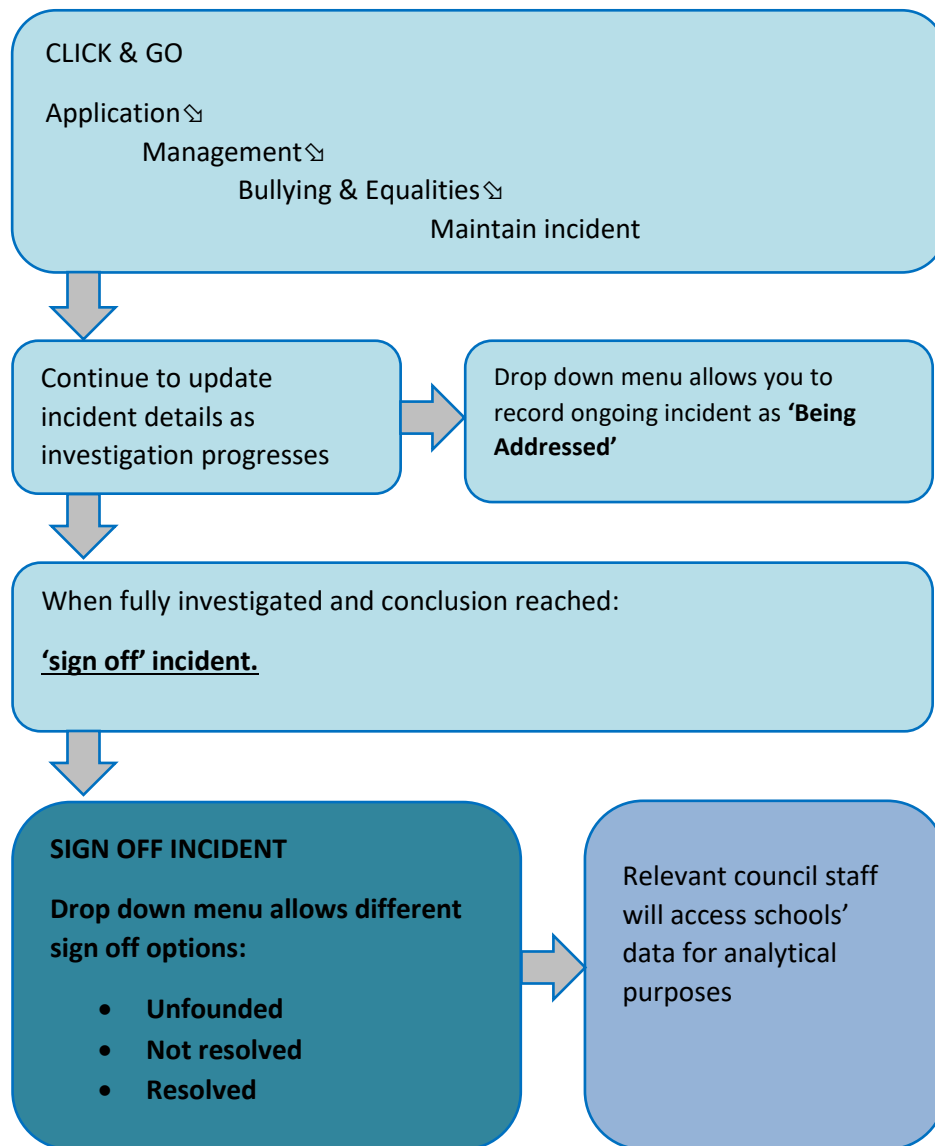 CLICK & GO
Application⬂
Management⬂
Bullying & Equalities⬂
Maintain incident
Continue to update
incident details as
investigation progresses
Drop down menu allows you to
record ongoing incident as ‘Being
Addressed’
When fully investigated and conclusion reached:
‘sign off’ incident.
SIGN OFF INCIDENT
Drop down menu allows different
sign off options:
• Unfounded
• Not resolved
• Resolved
Relevant council staff
will access schools’
data for analytical
purposes